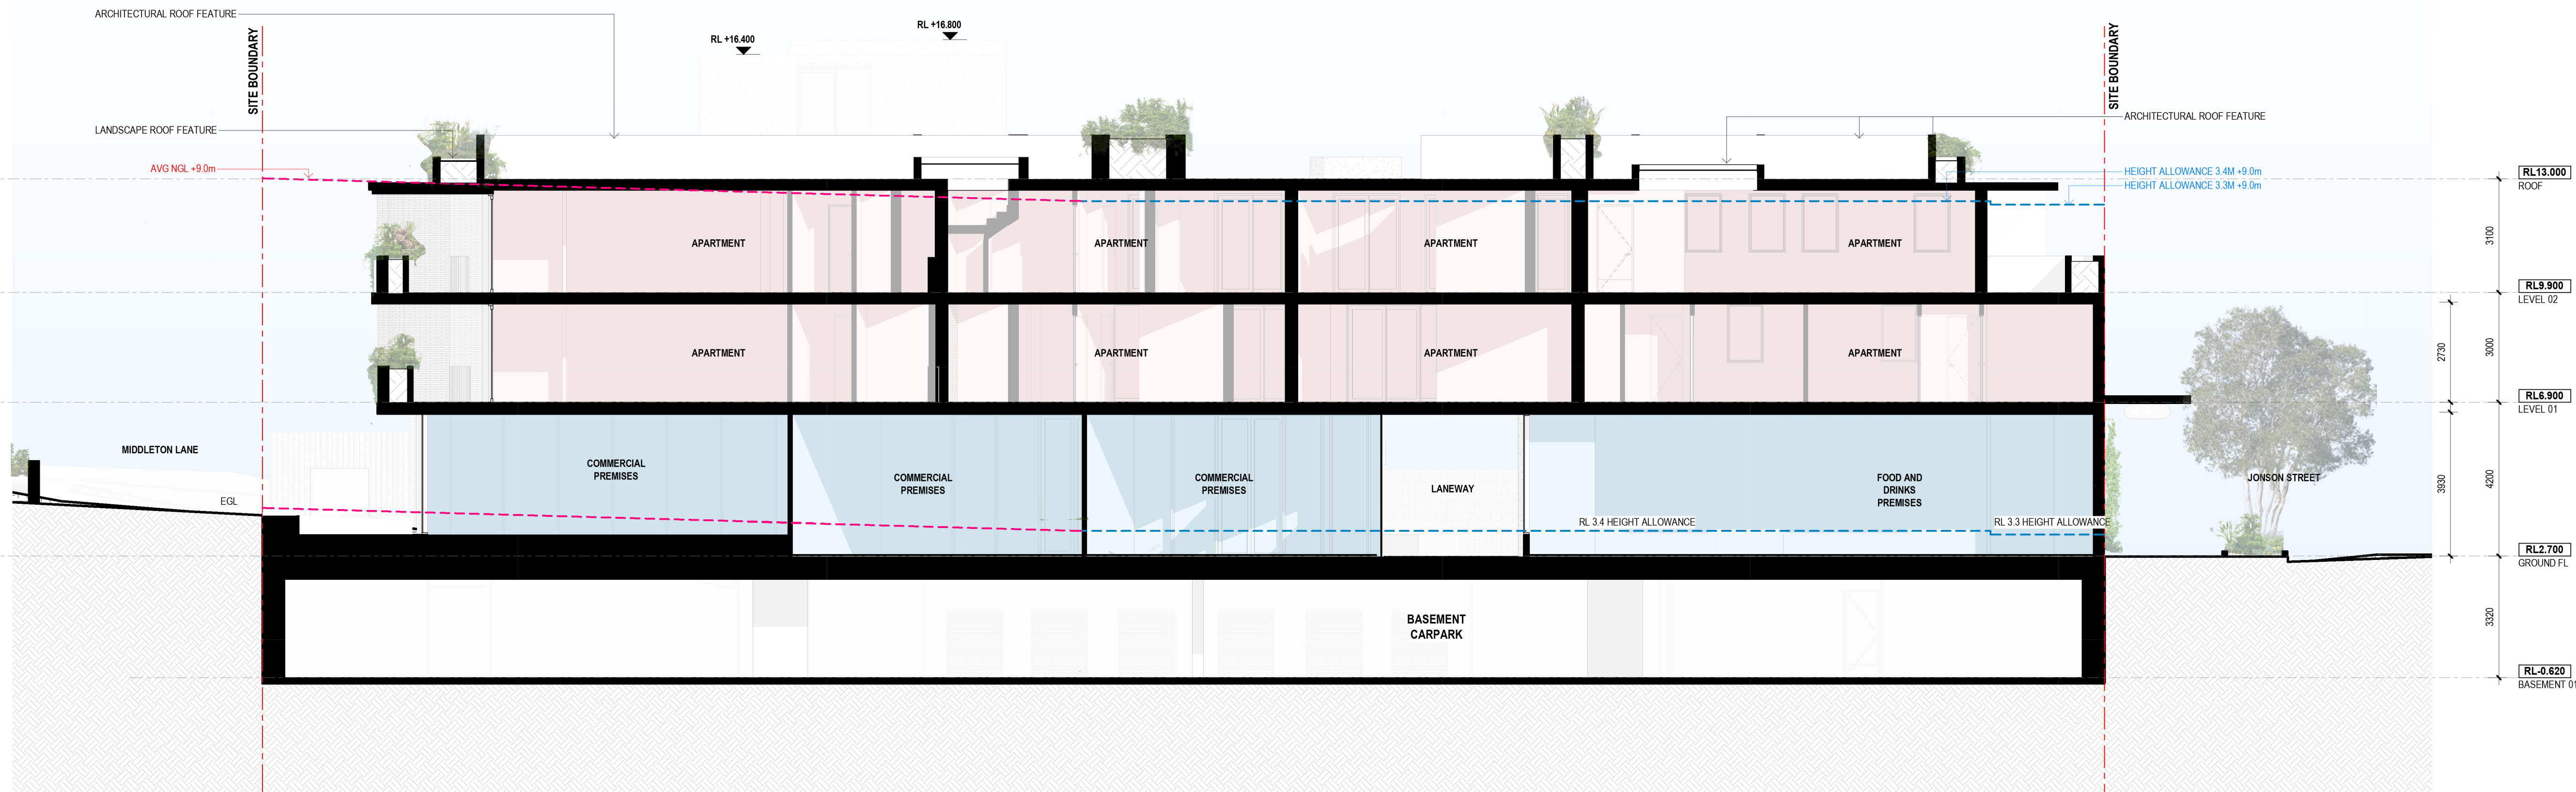 ARCHITECTURAL ROOF FEATURE
SITE BOUNDARY
RL +16.400
RL +16.800
SITE BOUNDARY
LANDSCAPE ROOF FEATURE
ARCHITECTURAL ROOF FEATURE
AVG NGL +9.0m
HEIGHT ALLOWANCE 3.4M +9.0m
HEIGHT ALLOWANCE 3.3M +9.0m
RL13.000
ROOF
APARTMENT
APARTMENT
APARTMENT
APARTMENT
3100
RL9.900
LEVEL 02
APARTMENT
APARTMENT
APARTMENT
APARTMENT
2730
3000
RL6.900
LEVEL 01
MIDDLETON LANE
EGL
COMMERCIAL
PREMISES
COMMERCIAL
PREMISES
COMMERCIAL
PREMISES
LANEWAY
FOOD AND
DRINKS
PREMISES
JONSON STREET
3930
4200
RL 3.4 HEIGHT ALLOWANCE
RL 3.3 HEIGHT ALLOWANCE
RL2.700
GROUND FL
BASEMENT
CARPARK
3320
RL-0.620
BASEMENT 01